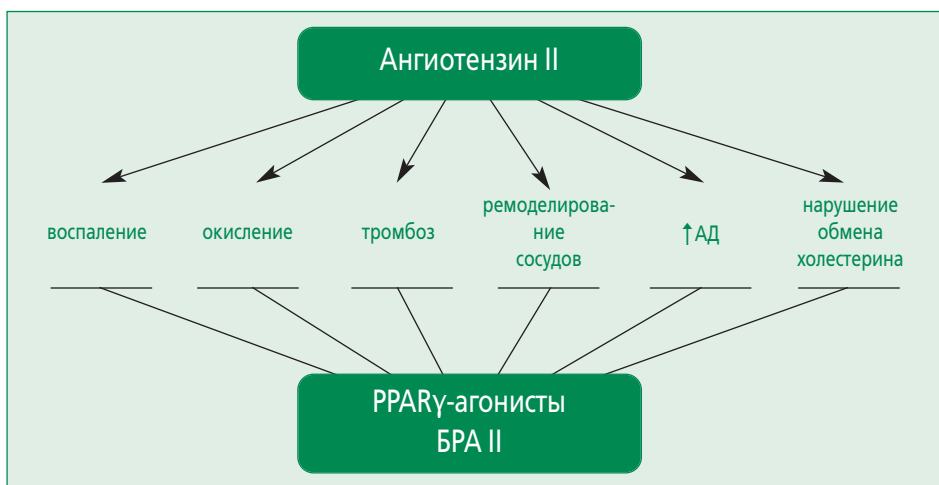 Ангиотензин II
воспаление
окисление
тромбоз
ремоделирова-
ние
сосудов
↑АД
нарушение
обмена
холестерина
PPARγ-агонисты
БРА II